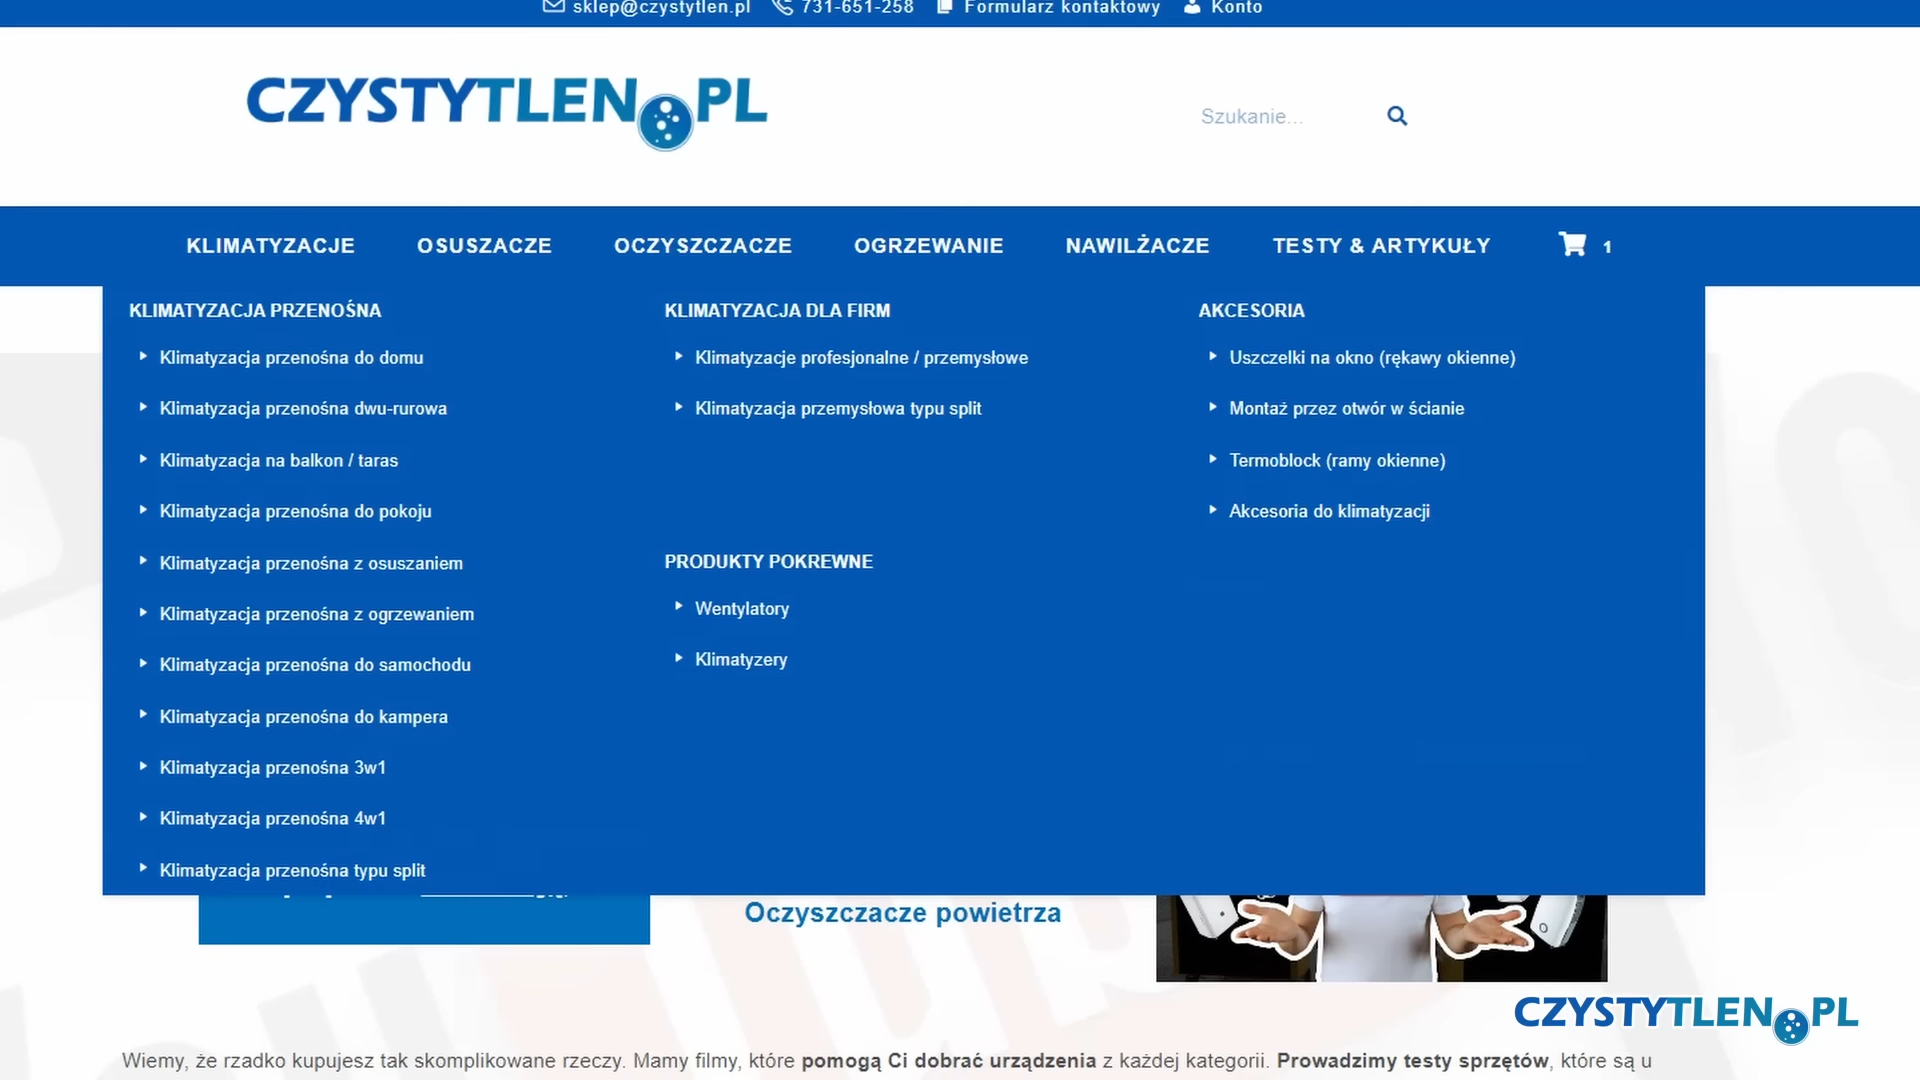 sklep@czystytlen.pl 731-651-258 Formularz kontaktowy Konto
CZYSTYTLEN.PL
Szukanie...
KLIMATYZACJE OSUSZACZE OCZYSZCZACZE OGRZEWANIE NAWILŻACZE TESTY & ARTYKUŁY 1
KLIMATYZACJA PRZENOŚNA
Klimatyzacja przenośna do domu
Klimatyzacja przenośna dwu-rurowa
Klimatyzacja na balkon / taras
Klimatyzacja przenośna do pokoju
Klimatyzacja przenośna z osuszaniem
Klimatyzacja przenośna z ogrzewaniem
Klimatyzacja przenośna do samochodu
Klimatyzacja przenośna do kampera
Klimatyzacja przenośna 3w1
Klimatyzacja przenośna 4w1
Klimatyzacja przenośna typu split
KLIMATYZACJA DLA FIRM
Klimatyzacje profesjonalne / przemysłowe
Klimatyzacja przemysłowa typu split
PRODUKTY POKREWNE
Wentylatory
Klimatyzery
AKCESORIA
Uszczelki na okno (rękawy okienne)
Montaż przez otwór w ścianie
Termoblock (ramy okienne)
Akcesoria do klimatyzacji
Oczyszczacze powietrza
CZYSTYTLEN.PL
Wiemy, że rzadko kupujesz tak skomplikowane rzeczy. Mamy filmy, które pomogą Ci dobrać urządzenia z każdej kategorii. Prowadzimy testy sprzętów, które są u